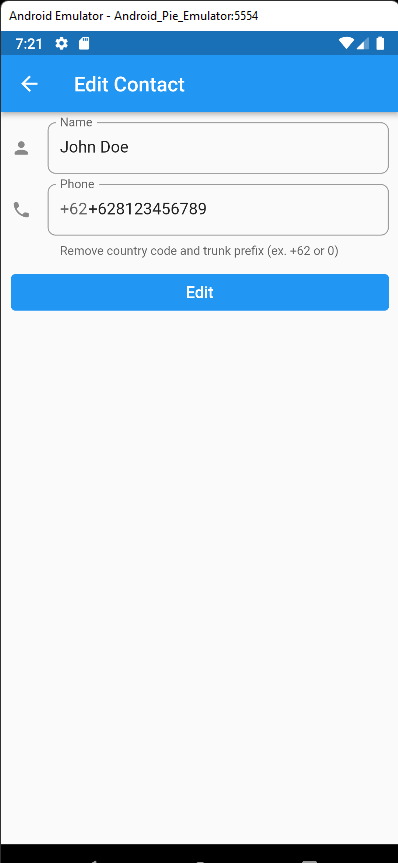 Android Emulator - Android_Pie_Emulator:5554
7:21
Edit Contact
Name
John Doe
Phone
+62+628123456789
Remove country code and trunk prefix (ex. +62 or 0)
Edit